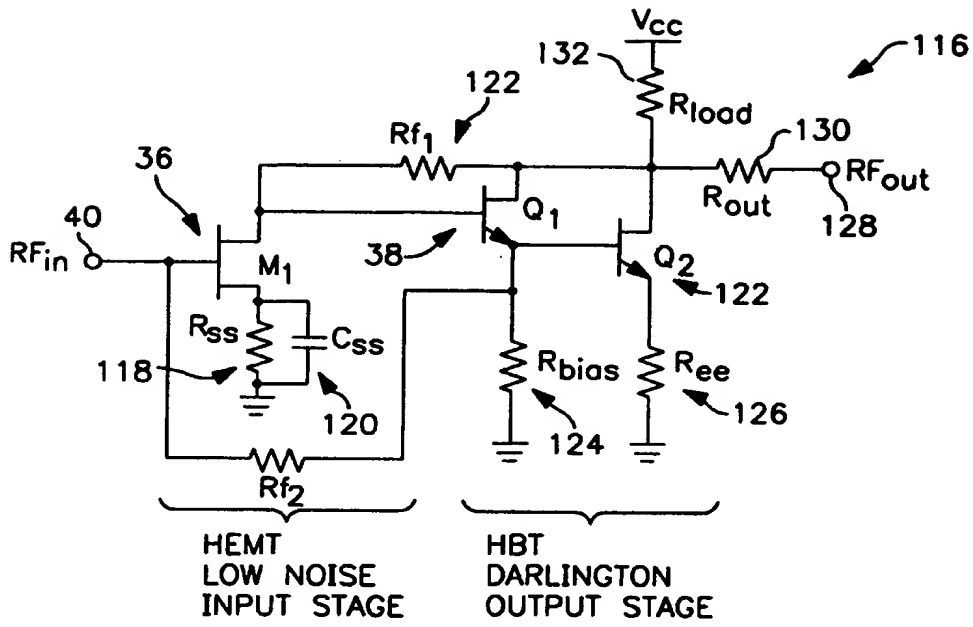 Vcc
116
132
Rload
122
Rf1
130
36
RFout
Rout
Q1
128
40
38
RFin
M1
Q2
122
Rss
Css
118
Rbias
Ree
120
124
126
Rf2
HEMT
LOW NOISE
INPUT STAGE
HBT
DARLINGTON
OUTPUT STAGE